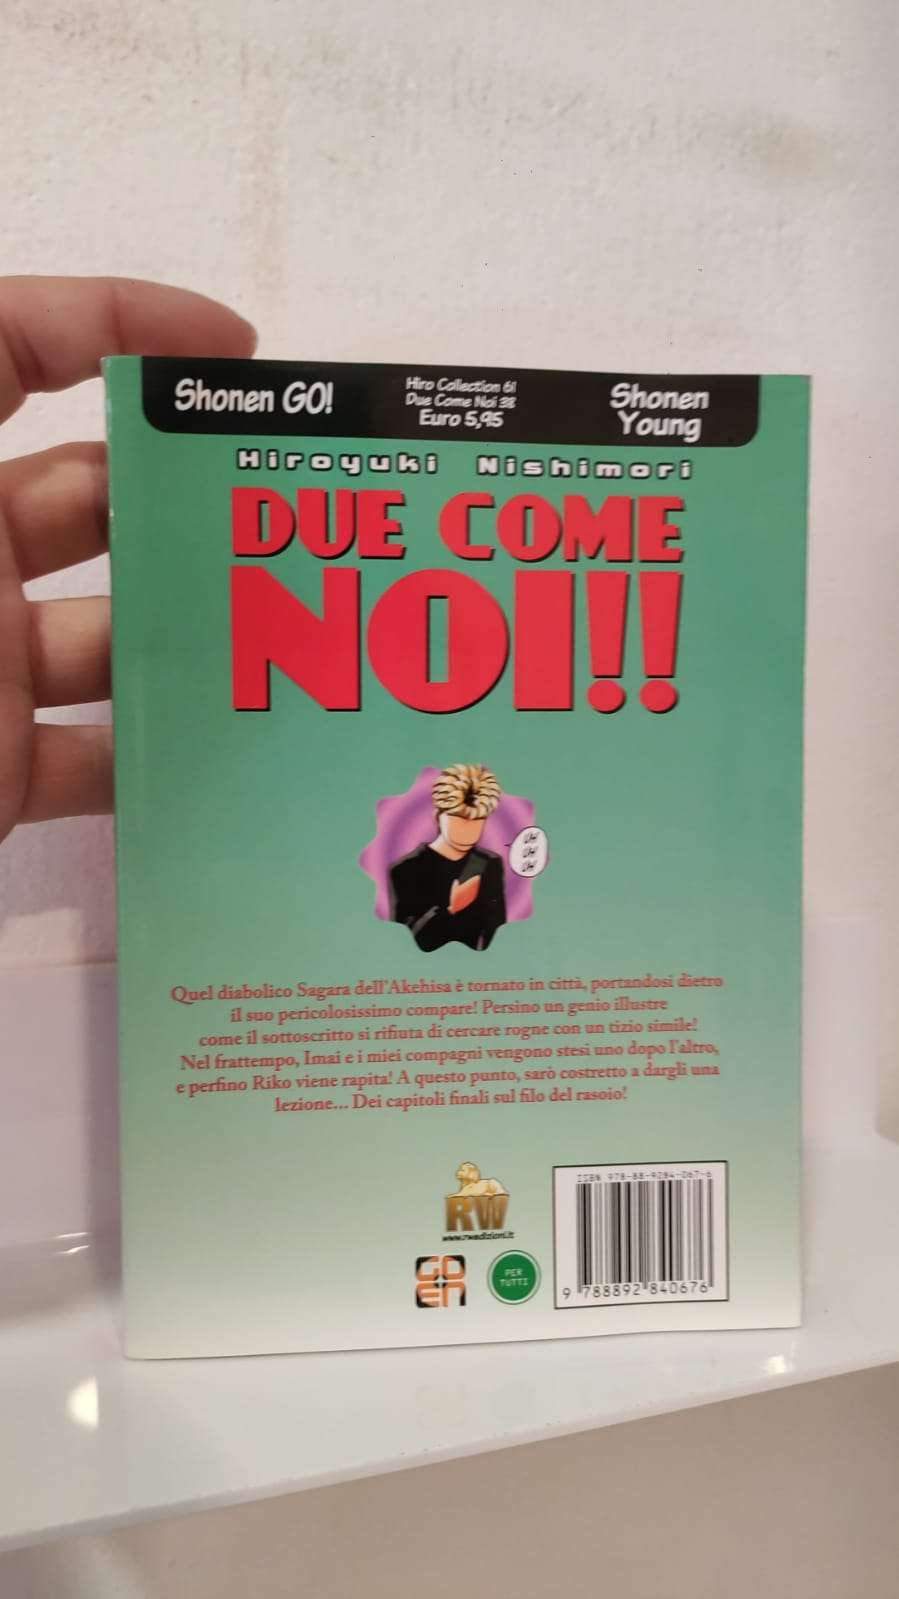 Shonen GO!
Hiro Collection 61
Due Come Noi 38
Euro 5,95
Shonen
Young
Hiroyuki Nishimori
DUE COME
NOI!!
UH
UH
UH
Quel diabolico Sagara dell'Akehisa è tornato in città, portandosi dietro
il suo pericolosissimo compare! Persino un genio illustre
come il sottoscritto si rifiuta di cercare rogne con un tizio simile!
Nel frattempo, Imai e i miei compagni vengono stesi uno dopo l'altro,
e perfino Riko viene rapita! A questo punto, sarò costretto a dargli una
lezione... Dei capitoli finali sul filo del rasoio!
RW
www.rwedizioni.it
GOEN
PER
TUTTI
ISBN 978-88-9284-067-6
9 788892 840676